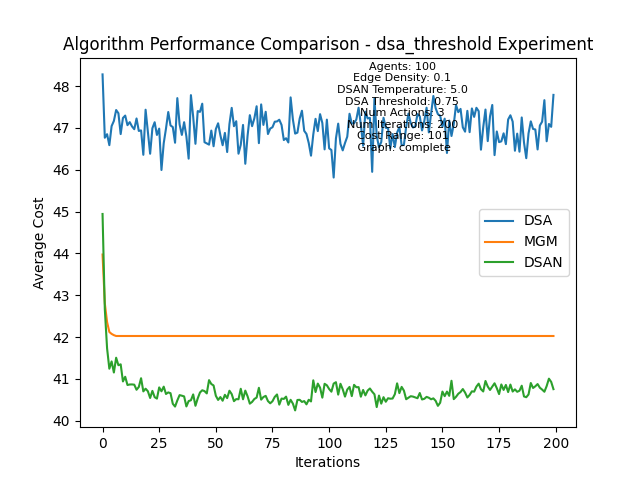 Algorithm Performance Comparison - dsa_threshold Experiment
Agents: 100
Edge Density: 0.1
DSAN Temperature: 5.0
DSA Threshold: 0.75
Num Actions: 3
Num Iterations: 200
Cost Range: 101
Graph: complete
48
47
46
45
44
43
42
41
40
Average Cost
DSA
MGM
DSAN
0
25
50
75
100
125
150
175
200
Iterations